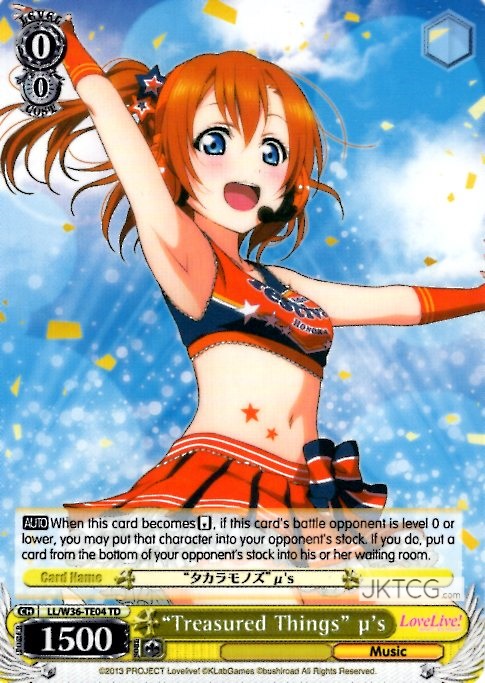 LEVEL
0
0
COST
FESTIVAL
HONOKA
AUTO When this card becomes , if this card's battle opponent is level 0 or
lower, you may put that character into your opponent's stock. If you do, put a
card from the bottom of your opponent's stock into his or her waiting room.
Card Name
"タカラモノズ" μ's
JKTCG.com
CH LL/W36-TE04 TD
1500
"Treasured Things" μ's
LoveLive!
Music
©2013 PROJECT Lovelive! ©KLabGames ©bushiroad All Rights Reserved.